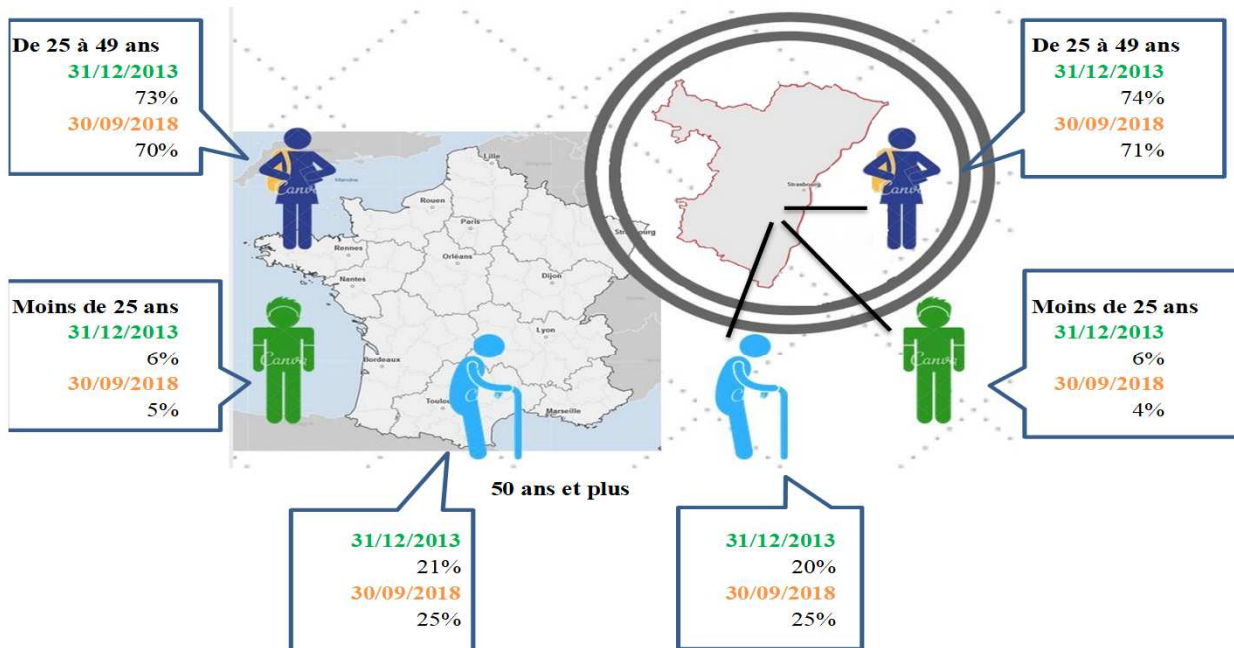 De 25 à 49 ans
31/12/2013
73%
30/09/2018
70%
De 25 à 49 ans
31/12/2013
74%
30/09/2018
71%
Moins de 25 ans
31/12/2013
6%
30/09/2018
5%
Moins de 25 ans
31/12/2013
6%
30/09/2018
4%
50 ans et plus
31/12/2013
21%
30/09/2018
25%
31/12/2013
20%
30/09/2018
25%
Lille
Rouen
Paris
Strasbourg
Rennes
Orléans
Nantes
Dijon
Lyon
Bordeaux
Marseille
Strasbourg
Canva
Canva
Canva